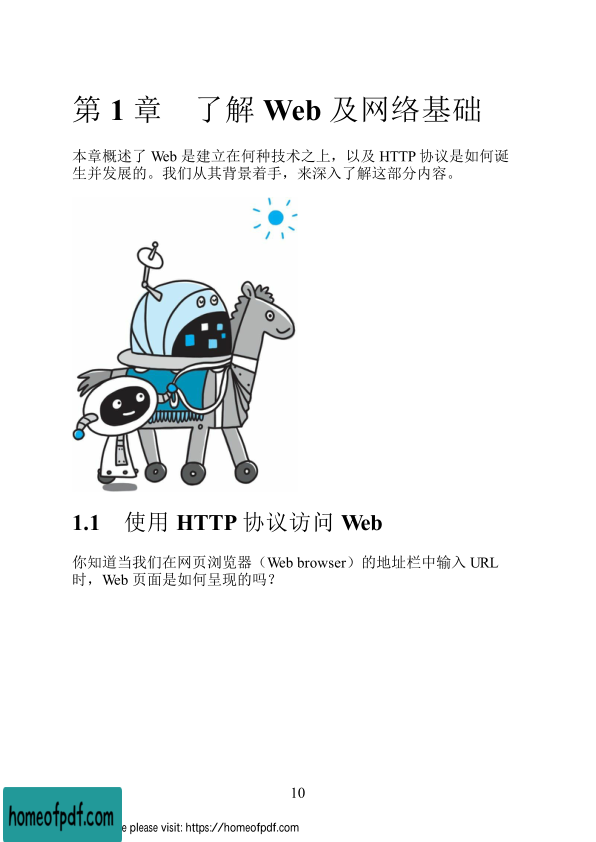 第 1 章 了解 Web 及网络基础
本章概述了 Web 是建立在何种技术之上，以及 HTTP 协议是如何诞
生并发展的。我们从其背景着手，来深入了解这部分内容。
1.1 使用 HTTP 协议访问 Web
你知道当我们在网页浏览器（Web browser）的地址栏中输入 URL
时，Web 页面是如何呈现的吗？
10
homeofpdf.com
e please visit: https://homeofpdf.com